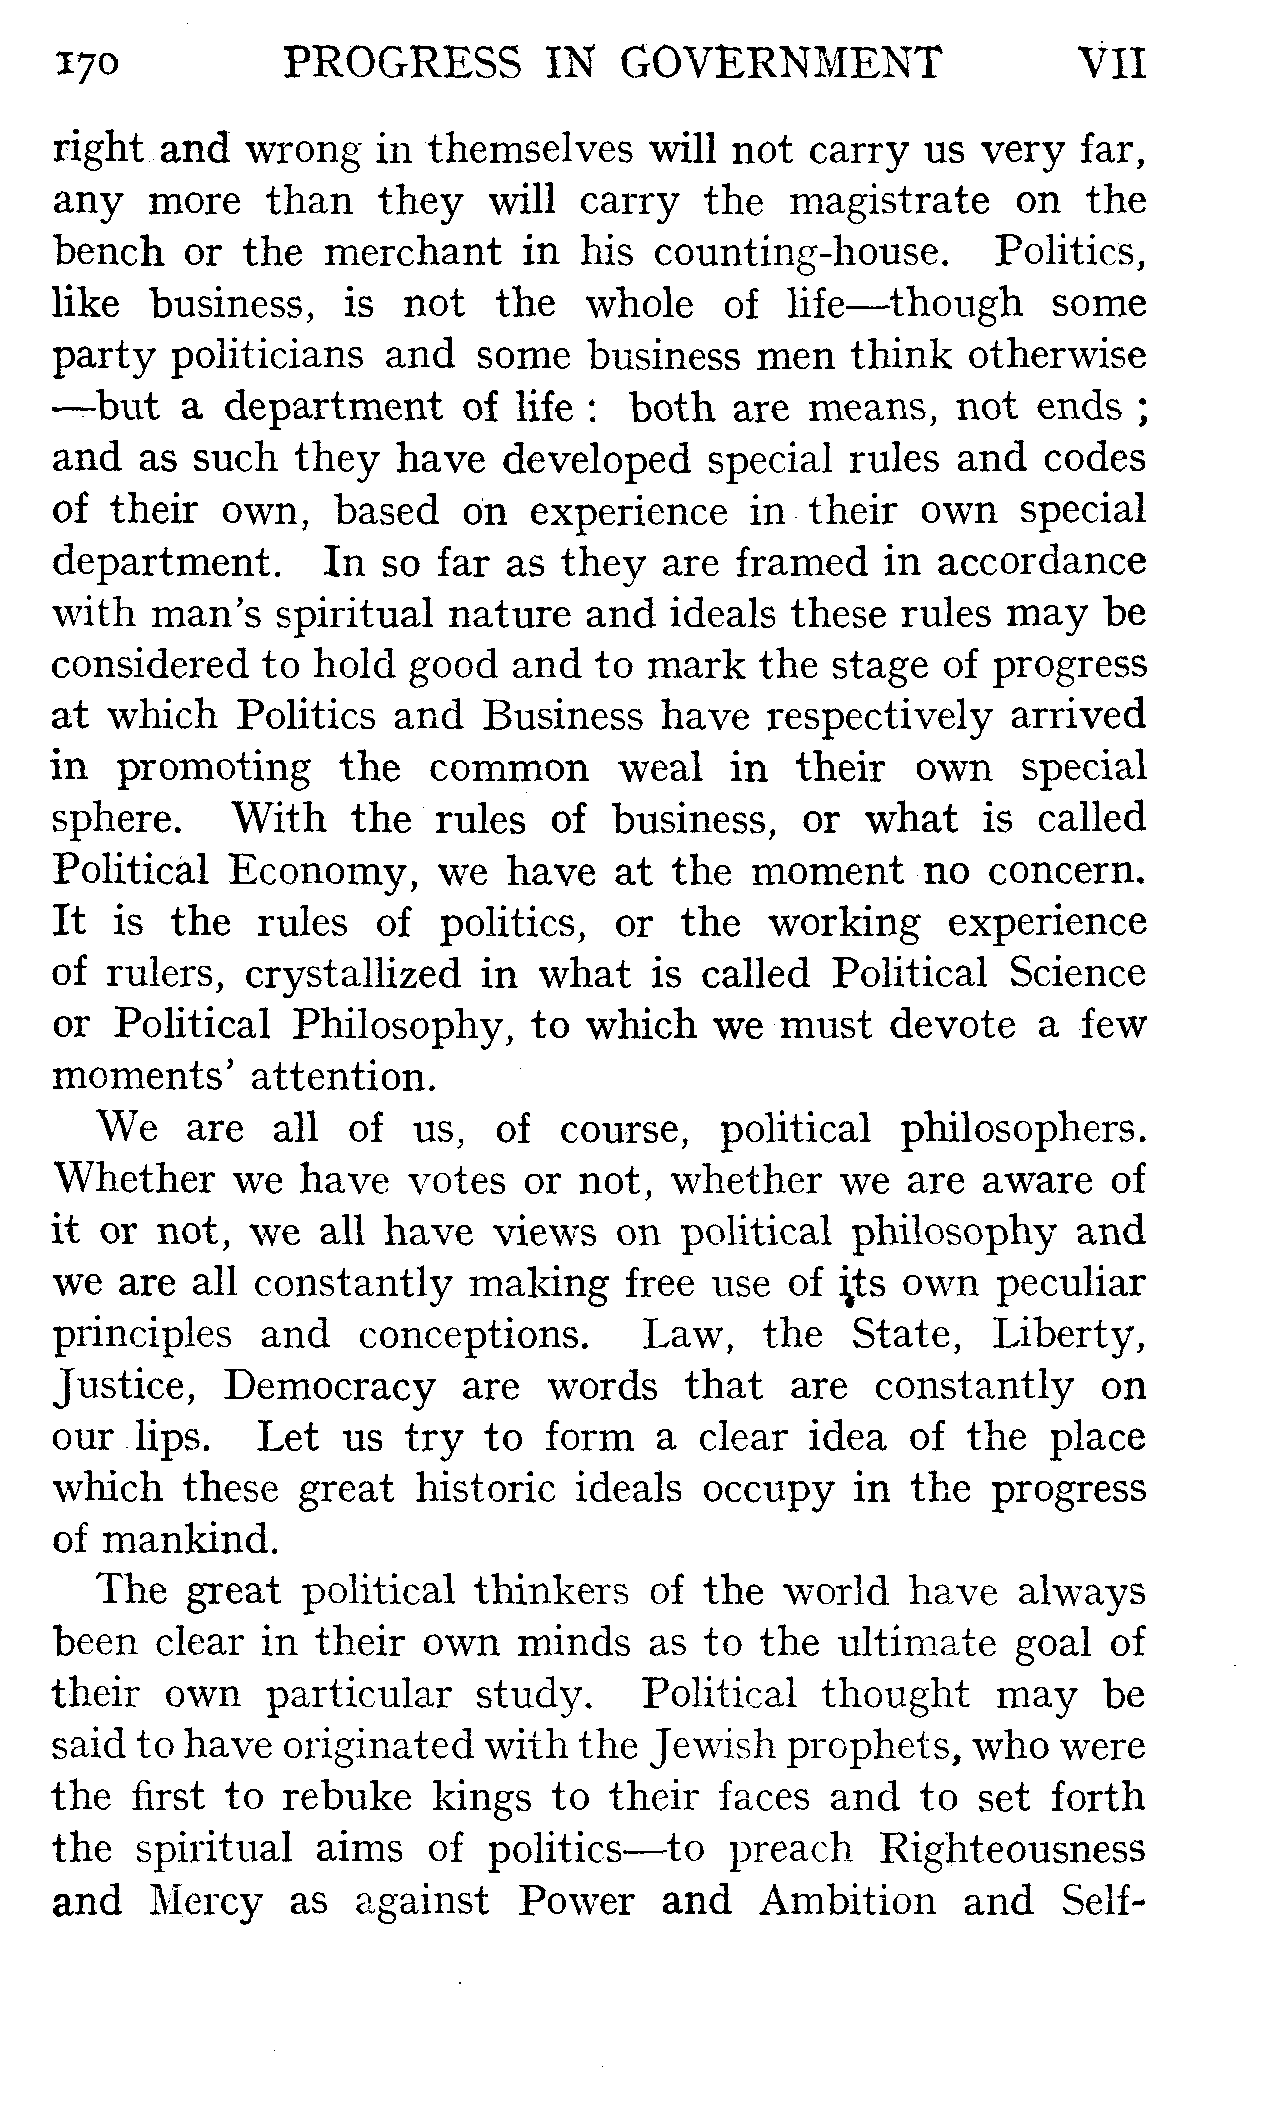 170 PROGRESS IN GOVERNMENT VII
right and wrong in themselves will not carry us very far,
any more than they will carry the magistrate on the
bench or the merchant in his counting-house. Politics,
like business, is not the whole of life—though some
party politicians and some business men think otherwise
—but a department of life : both are means, not ends ;
and as such they have developed special rules and codes
of their own, based on experience in their own special
department. In so far as they are framed in accordance
with man's spiritual nature and ideals these rules may be
considered to hold good and to mark the stage of progress
at which Politics and Business have respectively arrived
in promoting the common weal in their own special
sphere. With the rules of business, or what is called
Political Economy, we have at the moment no concern.
It is the rules of politics, or the working experience
of rulers, crystallized in what is called Political Science
or Political Philosophy, to which we must devote a few
moments' attention.
We are all of us, of course, political philosophers.
Whether we have votes or not, whether we are aware of
it or not, we all have views on political philosophy and
we are all constantly making free use of its own peculiar
principles and conceptions. Law, the State, Liberty,
Justice, Democracy are words that are constantly on
our lips. Let us try to form a clear idea of the place
which these great historic ideals occupy in the progress
of mankind.
The great political thinkers of the world have always
been clear in their own minds as to the ultimate goal of
their own particular study. Political thought may be
said to have originated with the Jewish prophets, who were
the first to rebuke kings to their faces and to set forth
the spiritual aims of politics—to preach Righteousness
and Mercy as against Power and Ambition and Self-